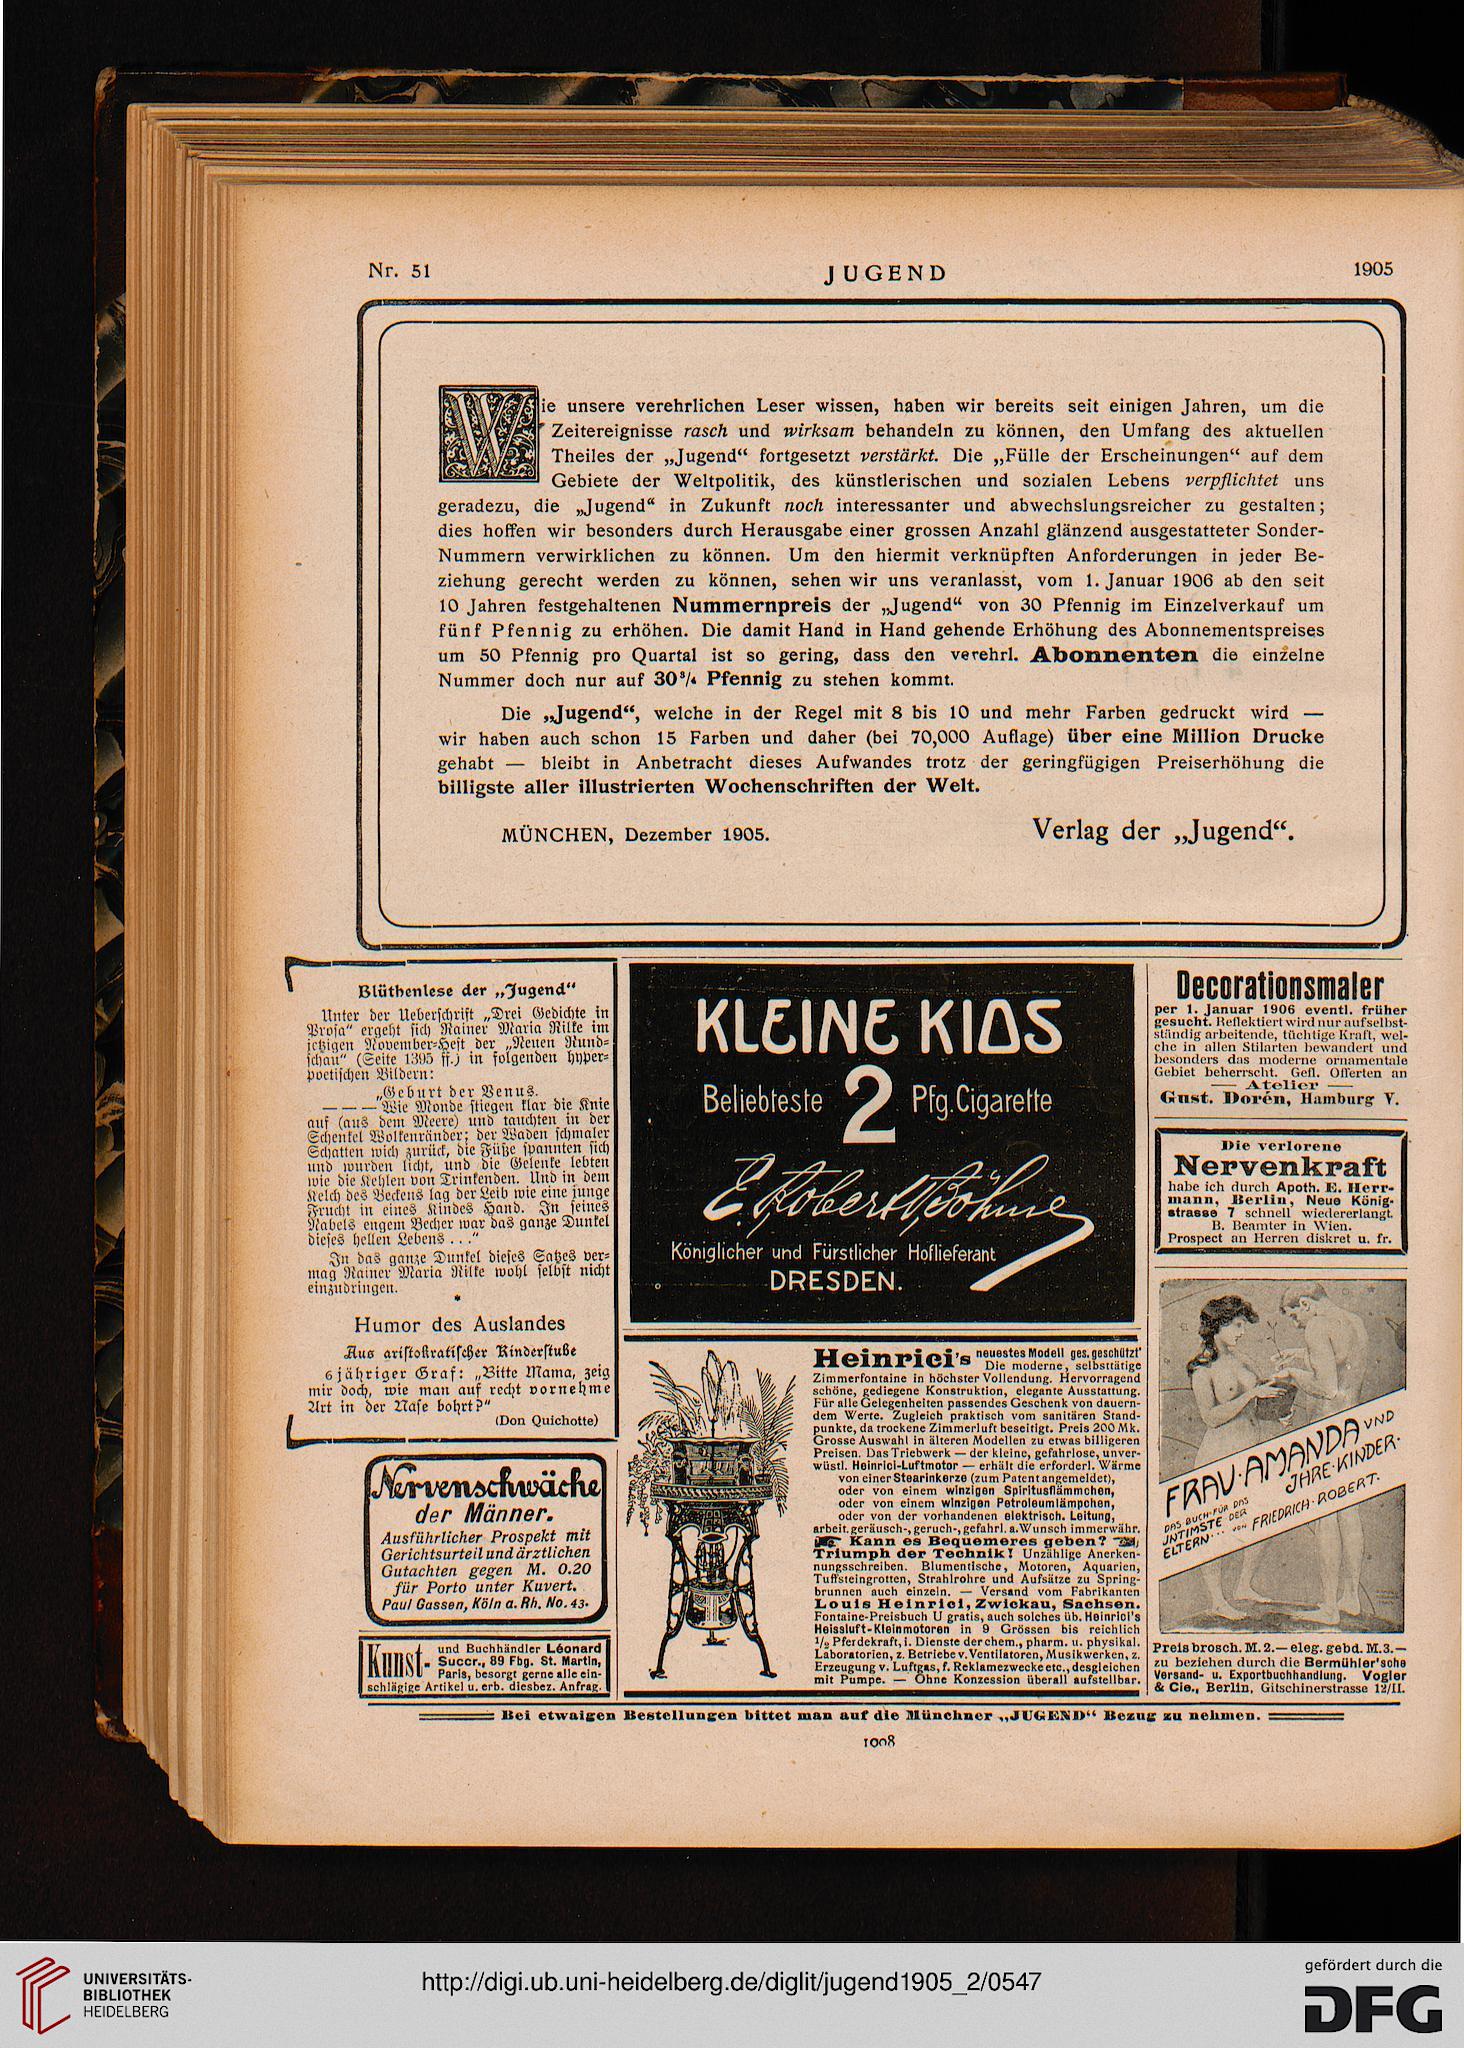 Nr. 51
JUGEND
1905
Wie unsere verehrlichen Leser wissen, haben wir bereits seit einigen Jahren, um die
Zeitereignisse rasch und wirksam behandeln zu können, den Umfang des aktuellen
Theiles der „Jugend“ fortgesetzt verstärkt. Die „Fülle der Erscheinungen“ auf dem
Gebiete der Weltpolitik, des künstlerischen und sozialen Lebens verpflichtet uns
geradezu, die „Jugend“ in Zukunft noch interessanter und abwechslungsreicher zu gestalten;
dies hoffen wir besonders durch Herausgabe einer grossen Anzahl glänzend ausgestatteter Sonder-
Nummern verwirklichen zu können. Um den hiermit verknüpften Anforderungen in jeder Be-
ziehung gerecht werden zu können, sehen wir uns veranlasst, vom 1. Januar 1906 ab den seit
10 Jahren festgehaltenen Nummernpreis der „Jugend“ von 30 Pfennig im Einzelverkauf um
fünf Pfennig zu erhöhen. Die damit Hand in Hand gehende Erhöhung des Abonnementspreises
um 50 Pfennig pro Quartal ist so gering, dass den verehrl. Abonnenten die einzelne
Nummer doch nur auf 30³/₄ Pfennig zu stehen kommt.
Die „Jugend“, welche in der Regel mit 8 bis 10 und mehr Farben gedruckt wird —
wir haben auch schon 15 Farben und daher (bei 70,000 Auflage) über eine Million Drucke
gehabt — bleibt in Anbetracht dieses Aufwandes trotz der geringfügigen Preiserhöhung die
billigste aller illustrierten Wochenschriften der Welt.
MÜNCHEN, Dezember 1905.
Verlag der „Jugend“.
Blüthenlese der „Jugend“
Unter der Ueberschrift „Drei Gedichte in
Prosa“ ergeht sich Rainer Maria Rilke im
jetzigen November-Heft der „Neuen Rund-
schau“ (Seite 1395 ff.) in folgenden hyper-
poetischen Bildern:
„Geburt der Venus.
— — — Wie Monde stiegen klar die Knie
auf (aus dem Meere) und tauchten in der
Schenkel Wolkenränder; der Waden schmaler
Schatten wich zurück, die Füße spannten sich
und wurden licht, und die Gelenke lebten
wie die Kehlen von Trinkenden. Und in dem
Kelch des Beckens lag der Leib wie eine junge
Frucht in eines Kindes Hand. In seines
Nabels engem Becher war das ganze Dunkel
dieses hellen Lebens . . .“
In das ganze Dunkel dieses Satzes ver-
mag Rainer Maria Rilke wohl selbst nicht
einzudringen.
*
Humor des Auslandes
Aus aristokratischer Kinderstube
6 jähriger Graf: „Bitte Mama, zeig
mir doch, wie man auf recht vornehme
Art in der Nase bohrt?“
(Don Quichotte)
Nervenschwäche
der Männer.
Ausführlicher Prospekt mit
Gerichtsurteil und ärztlichen
Gutachten gegen M. 0.20
für Porto unter Kuvert.
Paul Gassen, Köln a. Rh. No. 43.
Kunst- und Buchhändler Léonard
Succr., 89 Fbg. St. Martin,
Paris, besorgt gerne alle ein-
schlägige Artikel u. erb. diesbez. Anfrag.
KLEINE KIOS
Beliebteste 2 Pfg. Cigarette
E. Robert Böhme
Königlicher und Fürstlicher Hoflieferant
DRESDEN.
Heinrici's neuestes Modell ges. geschützt
Die moderne, selbsttätige
Zimmerfontaine in höchster Vollendung. Hervorragend
schöne, gediegene Konstruktion, elegante Ausstattung.
Für alle Gelegenheiten passendes Geschenk von dauern-
dem Werte. Zugleich praktisch vom sanitären Stand-
punkte, da trockene Zimmerluft beseitigt. Preis 200 Mk.
Grosse Auswahl in älteren Modellen zu etwas billigeren
Preisen. Das Triebwerk — der kleine, gefahrlose, unver-
wüstl. Heinrici-Luftmotor — erhält die erforderl. Wärme
von einer Stearinkerze (zum Patent angemeldet),
oder von einem winzigen Spiritusflämmchen,
oder von einem winzigen Petroleumlämpchen,
oder von der vorhandenen elektrisch. Leitung,
arbeit. geräusch-, geruch-, gefahrl. a. Wunsch immerwähr.
Kann es Bequemeres geben?
Triumph der Technik! Unzählige Anerken-
nungsschreiben. Blumentische, Motoren, Aquarien,
Tuffsteingrotten, Strahlrohre und Aufsätze zu Spring-
brunnen auch einzeln. — Versand vom Fabrikanten
Louis Heinrici, Zwickau, Sachsen.
Fontaine-Preisbuch U gratis, auch solches üb. Heinrici's
Heissluft-Kleinmotoren in 9 Grössen bis reichlich
1/2 Pferdekraft, i. Dienste der chem., pharm. u. physikal.
Laboratorien, z. Betriebe v. Ventilatoren, Musikwerken, z.
Erzeugung v. Luftgas, f. Reklamezwecke etc., desgleichen
mit Pumpe. — Ohne Konzession überall aufstellbar.
Decorationsmaler
per 1. Januar 1906 eventl. früher
gesucht. Reflektiert wird nur auf selbst-
ständig arbeitende, tüchtige Kraft, wel-
che in allen Stilarten bewandert und
besonders das moderne ornamentale
Gebiet beherrscht. Gefl. Offerten an
— Atelier —
Gust. Dorén, Hamburg V.
Die verlorene
Nervenkraft
habe ich durch Apoth. E. Herr-
mann, Berlin, Neue König-
strasse 7 schnell wiedererlangt.
B. Beamter in Wien.
Prospect an Herren diskret u. fr.
FRAU·AMANDA UND
JHRE·KINDER·
DAS·BUCH·FÜR DAS
JNTIMSTE DER
ELTERN··· VON FRIEDRICH·ROBERT·
Preis brosch. M. 2.— eleg. gebd. M. 3.—
zu beziehen durch die Bermühler'sche
Versand- u. Exportbuchhandlung. Vogler
& Cie., Berlin, Gitschinerstrasse 12/II.
Bei etwaigen Bestellungen bittet man auf die Münchner „JUGEND“ Bezug zu nehmen.
1008
UNIVERSITÄTS-
BIBLIOTHEK
HEIDELBERG
http://digi.ub.uni-heidelberg.de/diglit/jugend1905_2/0547
gefördert durch die
DFG